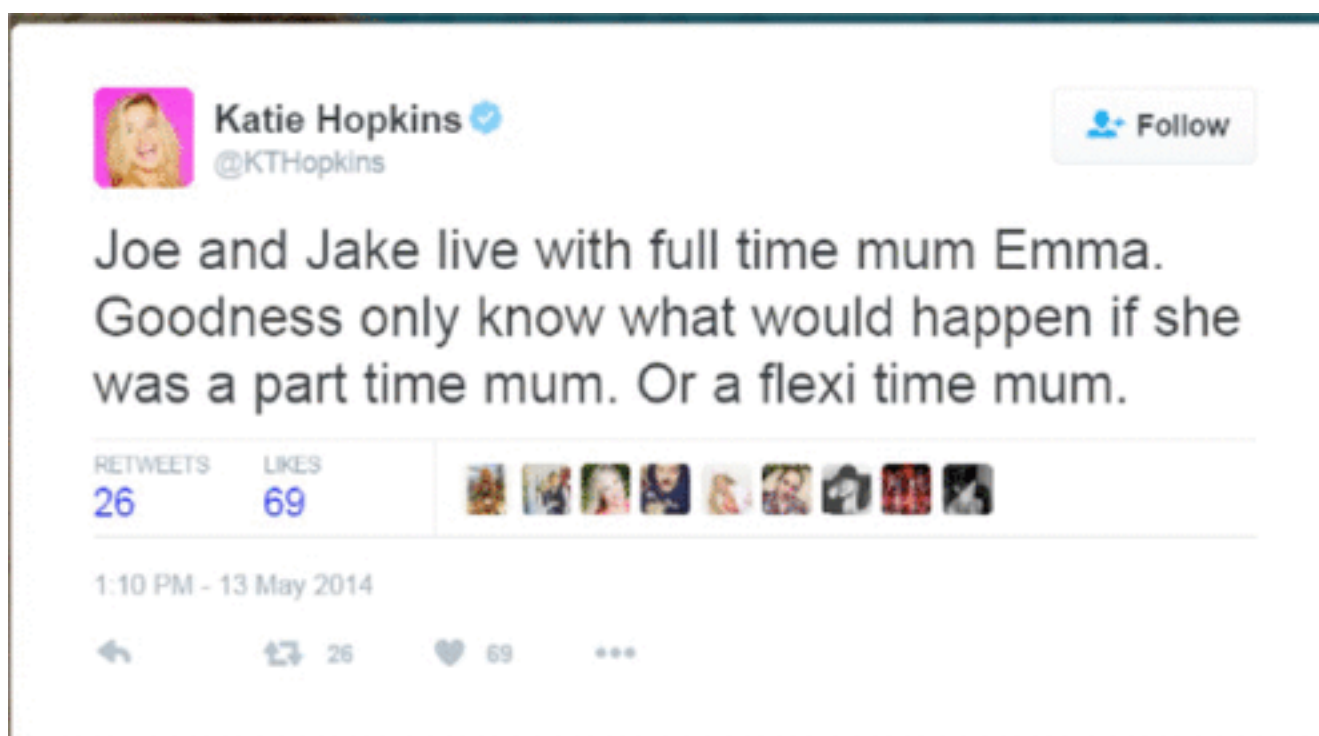 Katie Hopkins
@KTHopkins
Follow
Joe and Jake live with full time mum Emma.
Goodness only know what would happen if she
was a part time mum. Or a flexi time mum.
RETWEETS LIKES
26 69
1:10 PM - 13 May 2014
26 69